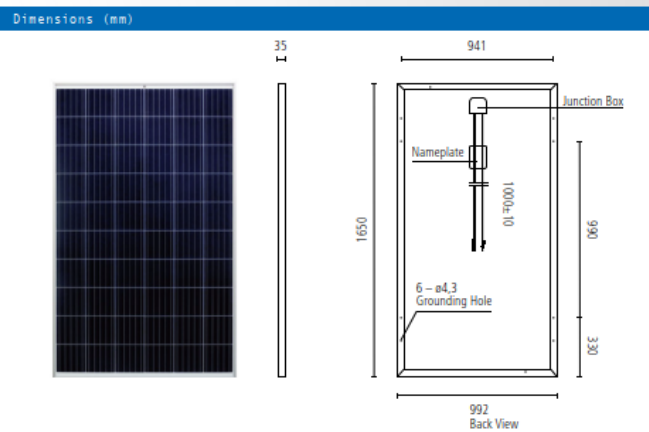 Dimensions (mm)
35
941
Junction Box
Nameplate
1000±10
1650
990
6 – ø4,3
Grounding Hole
330
992
Back View